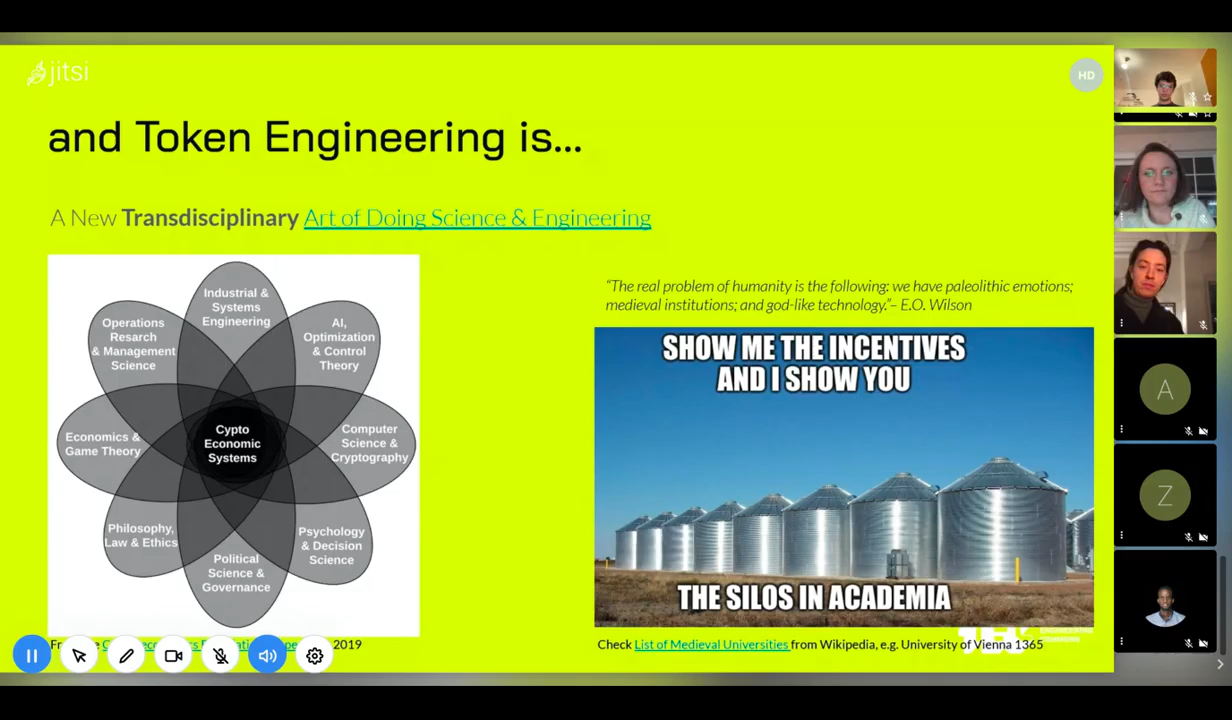 jitsi
HD
and Token Engineering is...
A New Transdisciplinary Art of Doing Science & Engineering
Industrial &
Systems
Engineering
Operations
Resarch
& Management
Science
AI,
Optimization
& Control
Theory
Economics &
Game Theory
Cypto
Economic
Systems
Computer
Science &
Cryptography
Philosophy,
Law & Ethics
Psychology
& Decision
Science
Political
Science &
Governance
2019
“The real problem of humanity is the following: we have paleolithic emotions;
medieval institutions; and god-like technology.”– E.O. Wilson
SHOW ME THE INCENTIVES
AND I SHOW YOU
THE SILOS IN ACADEMIA
Check List of Medieval Universities from Wikipedia, e.g. University of Vienna 1365
A
Z